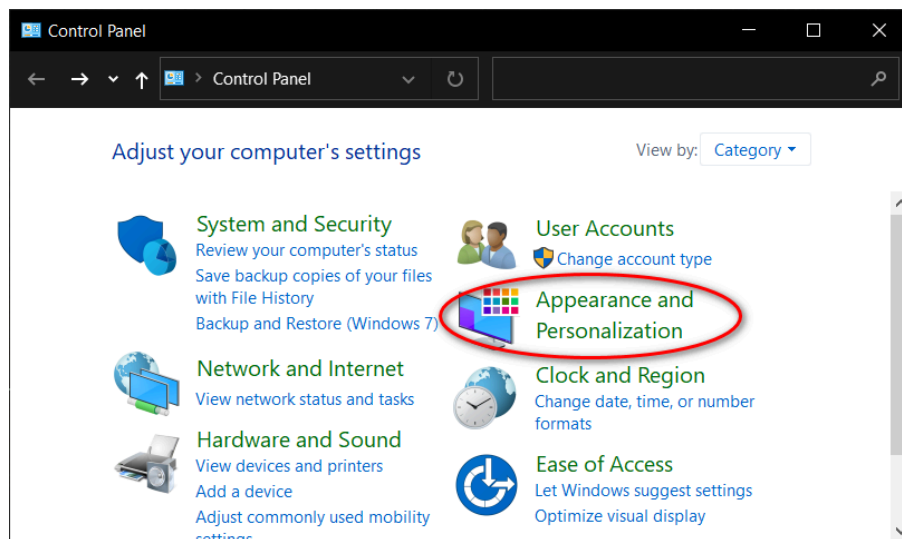 Control Panel
Control Panel
Adjust your computer's settings
View by: Category
System and Security
Review your computer's status
Save backup copies of your files
with File History
Backup and Restore (Windows 7)
Network and Internet
View network status and tasks
Hardware and Sound
View devices and printers
Add a device
Adjust commonly used mobility
settings
User Accounts
Change account type
Appearance and
Personalization
Clock and Region
Change date, time, or number
formats
Ease of Access
Let Windows suggest settings
Optimize visual display